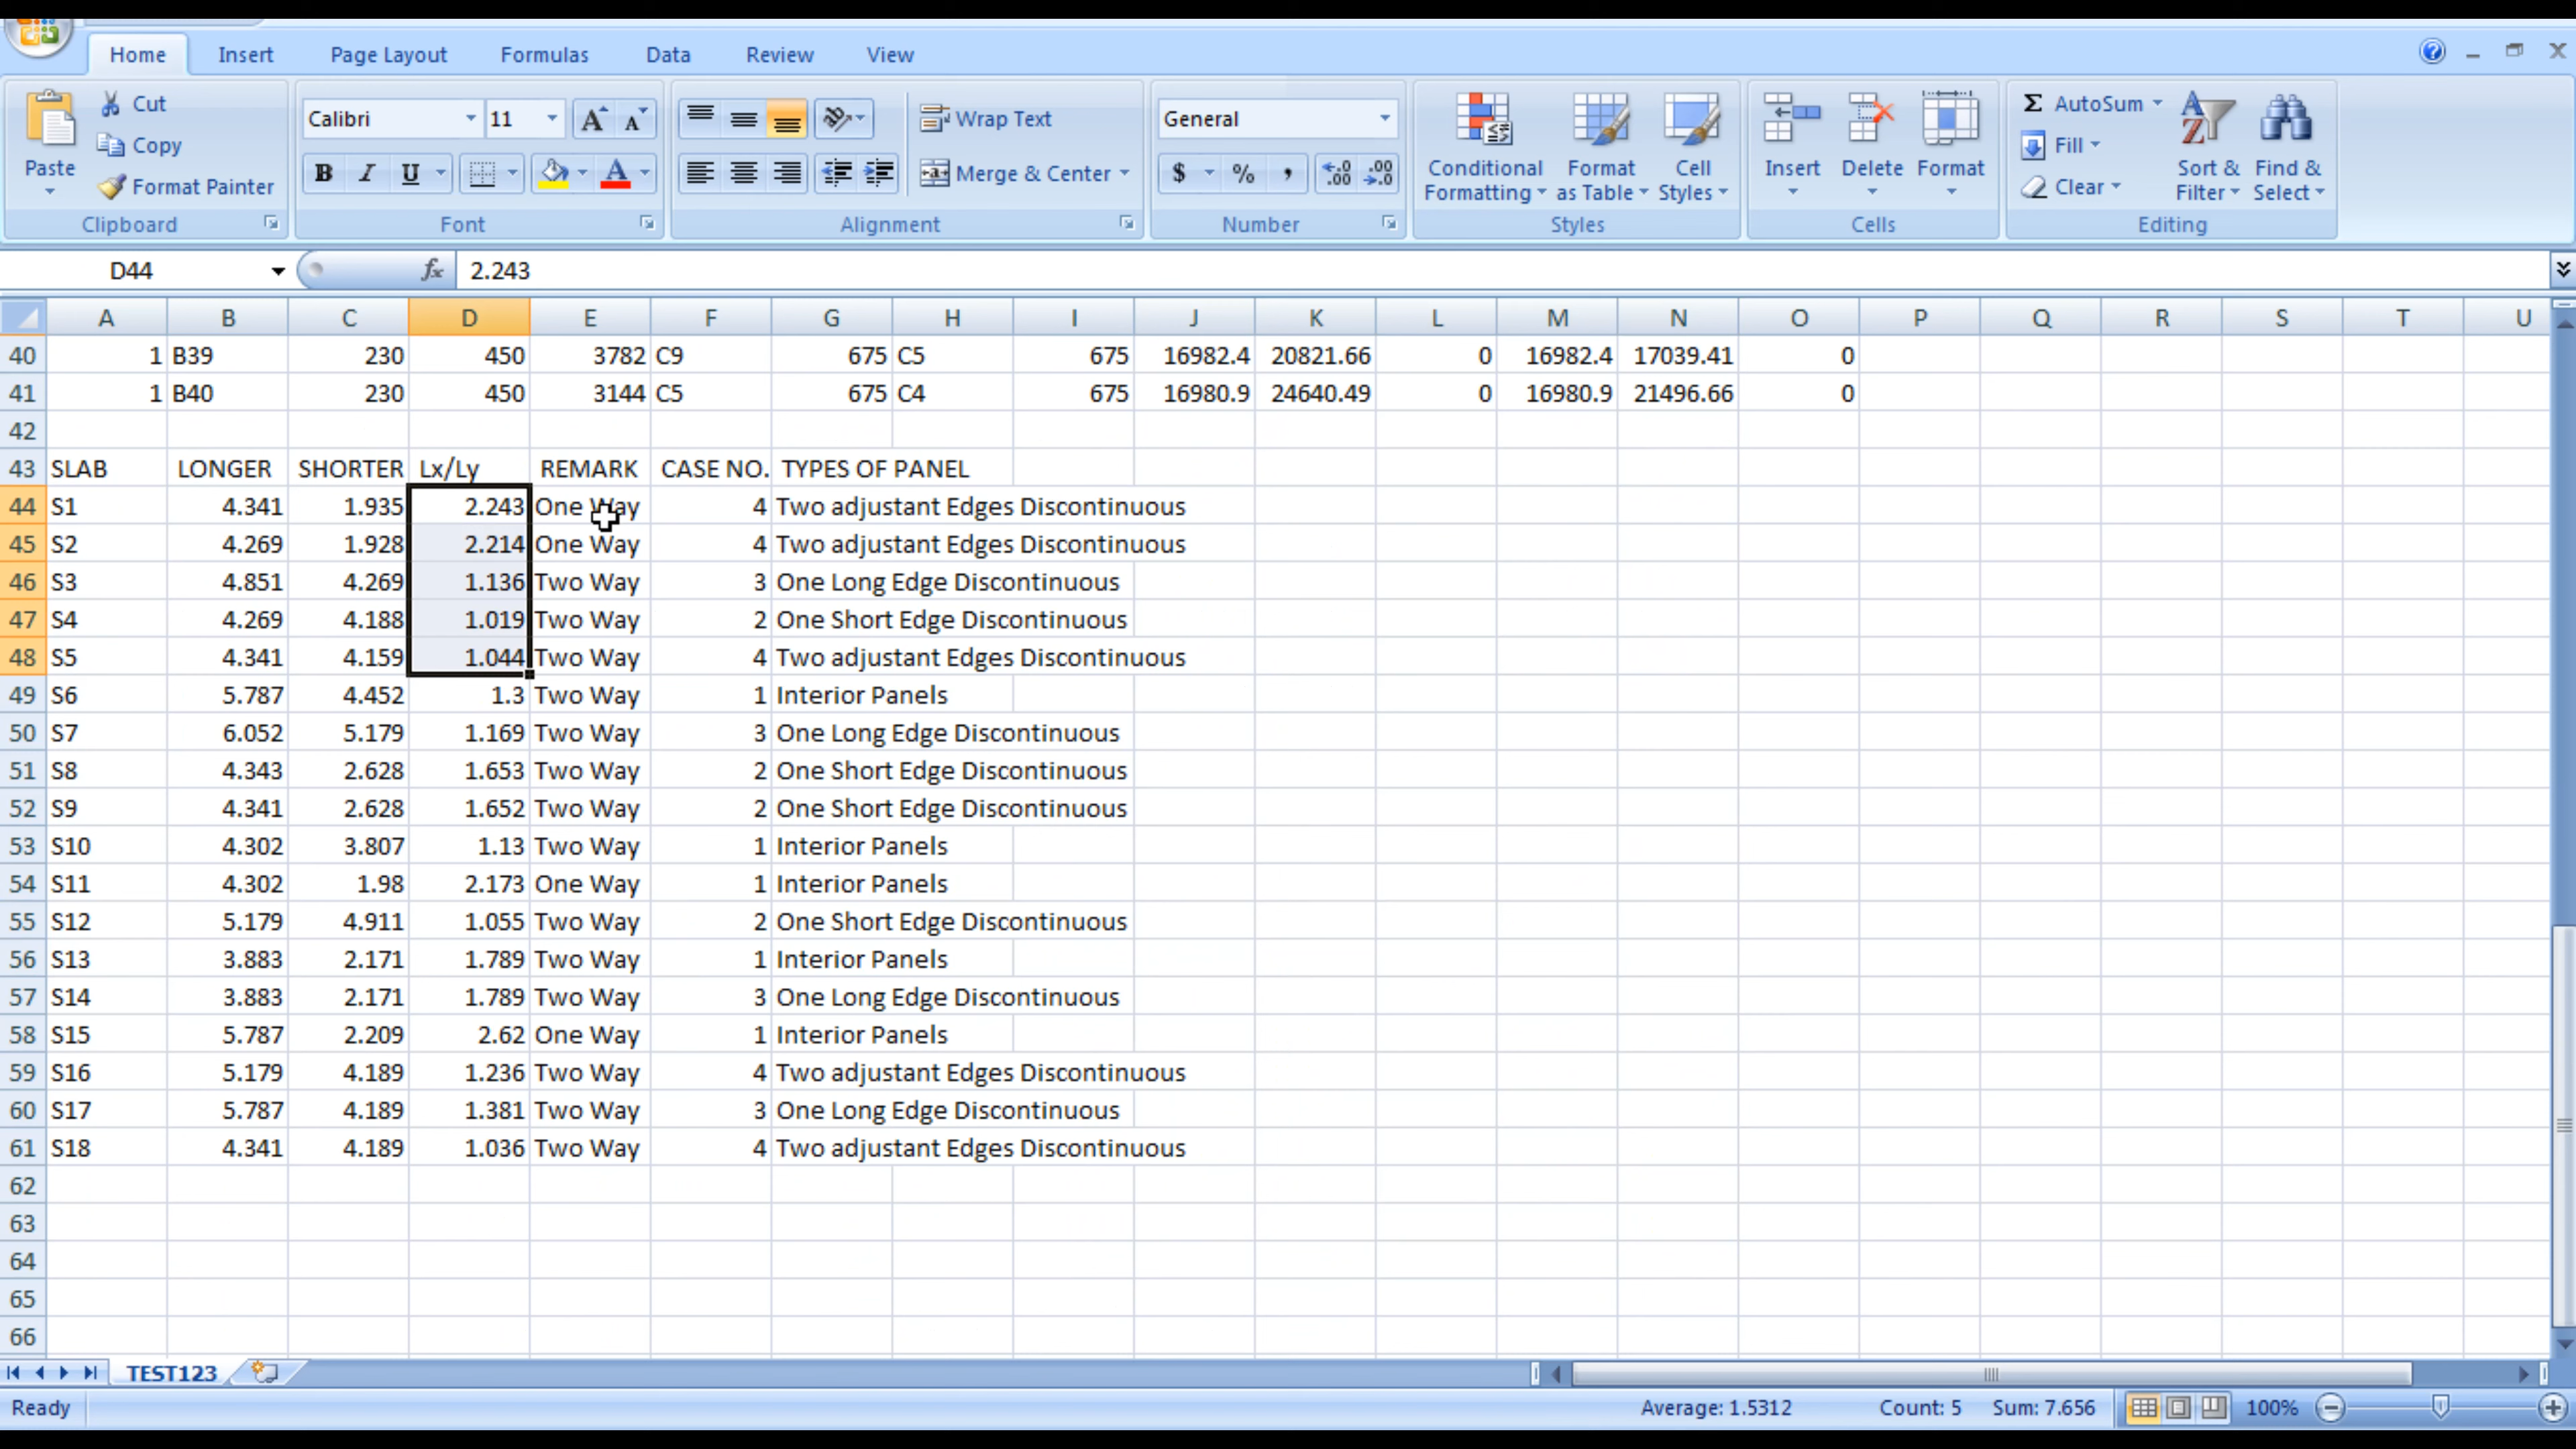 Home Insert Page Layout Formulas Data Review View
Paste
Cut
Copy
Format Painter
Clipboard
Calibri 11
B I U A
Font
Wrap Text
Merge & Center
Alignment
General
$ % ,
Number
Conditional Formatting
Format as Table
Cell Styles
Styles
Insert Delete Format
Cells
Σ AutoSum
Fill
Clear
Sort & Filter
Find & Select
Editing
D44 fx 2.243
A B C D E F G H I J K L M N O P Q R S T U
40 1 B39 230 450 3782 C9 675 C5 675 16982.4 20821.66 0 16982.4 17039.41 0
41 1 B40 230 450 3144 C5 675 C4 675 16980.9 24640.49 0 16980.9 21496.66 0
42
43 SLAB LONGER SHORTER Lx/Ly REMARK CASE NO. TYPES OF PANEL
44 S1 4.341 1.935 2.243 One Way 4 Two adjustant Edges Discontinuous
45 S2 4.269 1.928 2.214 One Way 4 Two adjustant Edges Discontinuous
46 S3 4.851 4.269 1.136 Two Way 3 One Long Edge Discontinuous
47 S4 4.269 4.188 1.019 Two Way 2 One Short Edge Discontinuous
48 S5 4.341 4.159 1.044 Two Way 4 Two adjustant Edges Discontinuous
49 S6 5.787 4.452 1.3 Two Way 1 Interior Panels
50 S7 6.052 5.179 1.169 Two Way 3 One Long Edge Discontinuous
51 S8 4.343 2.628 1.653 Two Way 2 One Short Edge Discontinuous
52 S9 4.341 2.628 1.652 Two Way 2 One Short Edge Discontinuous
53 S10 4.302 3.807 1.13 Two Way 1 Interior Panels
54 S11 4.302 1.98 2.173 One Way 1 Interior Panels
55 S12 5.179 4.911 1.055 Two Way 2 One Short Edge Discontinuous
56 S13 3.883 2.171 1.789 Two Way 1 Interior Panels
57 S14 3.883 2.171 1.789 Two Way 3 One Long Edge Discontinuous
58 S15 5.787 2.209 2.62 One Way 1 Interior Panels
59 S16 5.179 4.189 1.236 Two Way 4 Two adjustant Edges Discontinuous
60 S17 5.787 4.189 1.381 Two Way 3 One Long Edge Discontinuous
61 S18 4.341 4.189 1.036 Two Way 4 Two adjustant Edges Discontinuous
62
63
64
65
66
TEST123
Ready Average: 1.5312 Count: 5 Sum: 7.656 100%